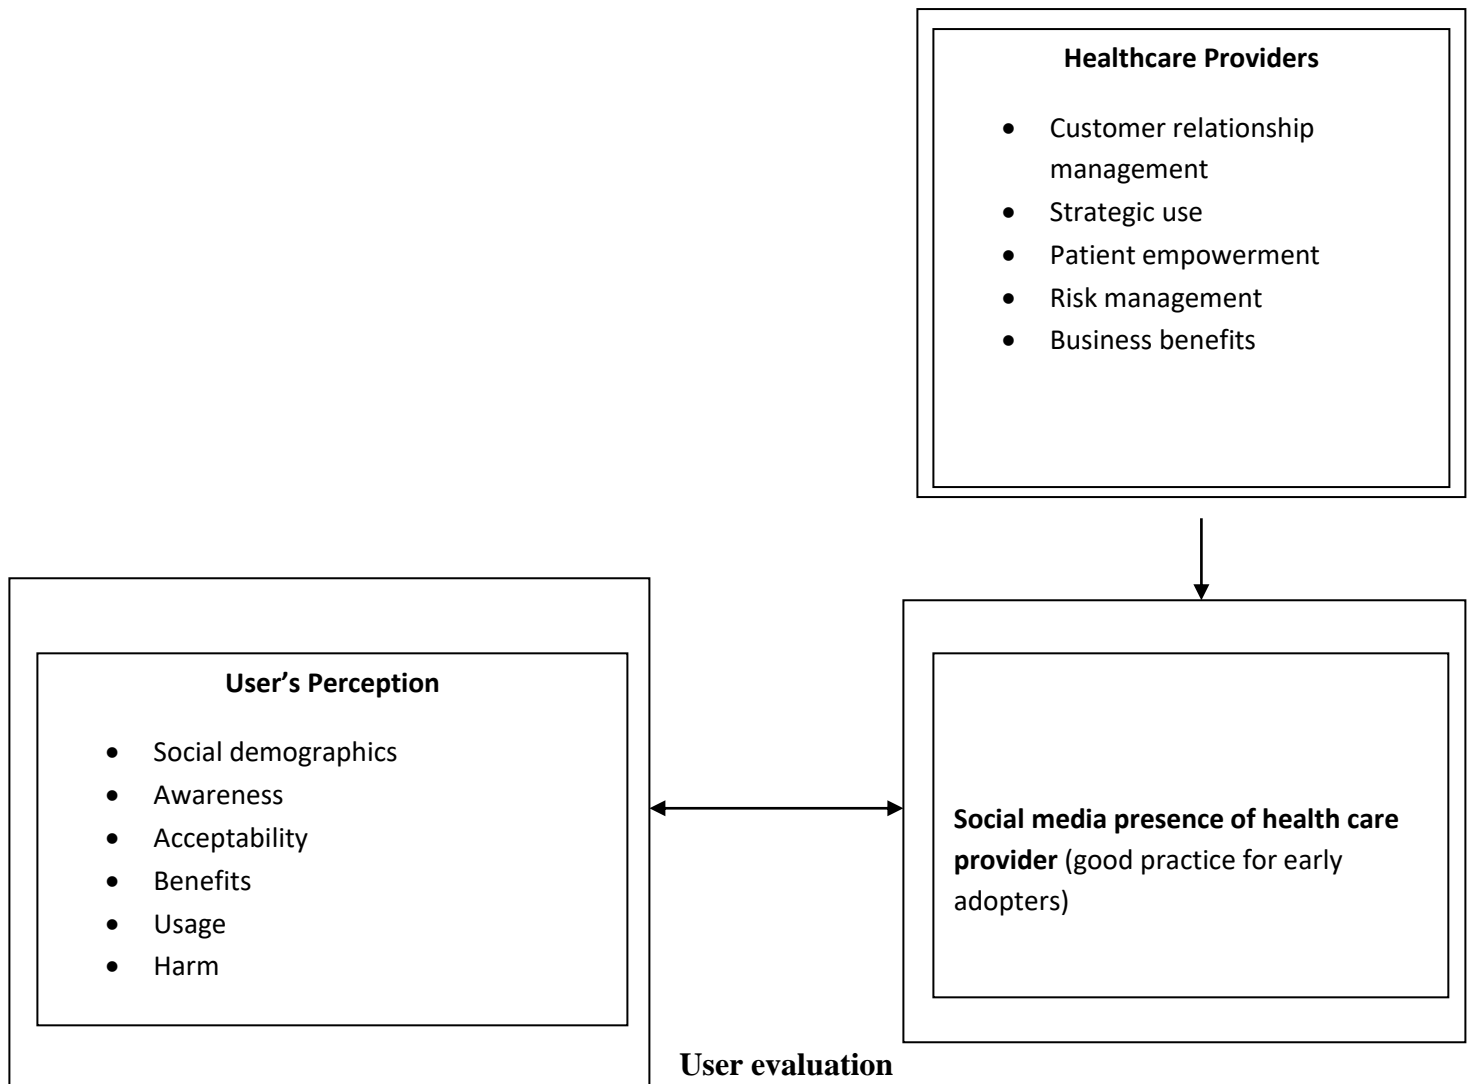 Healthcare Providers
• Customer relationship
management
• Strategic use
• Patient empowerment
• Risk management
• Business benefits
User’s Perception
• Social demographics
• Awareness
• Acceptability
• Benefits
• Usage
• Harm
Social media presence of health care
provider (good practice for early
adopters)
User evaluation